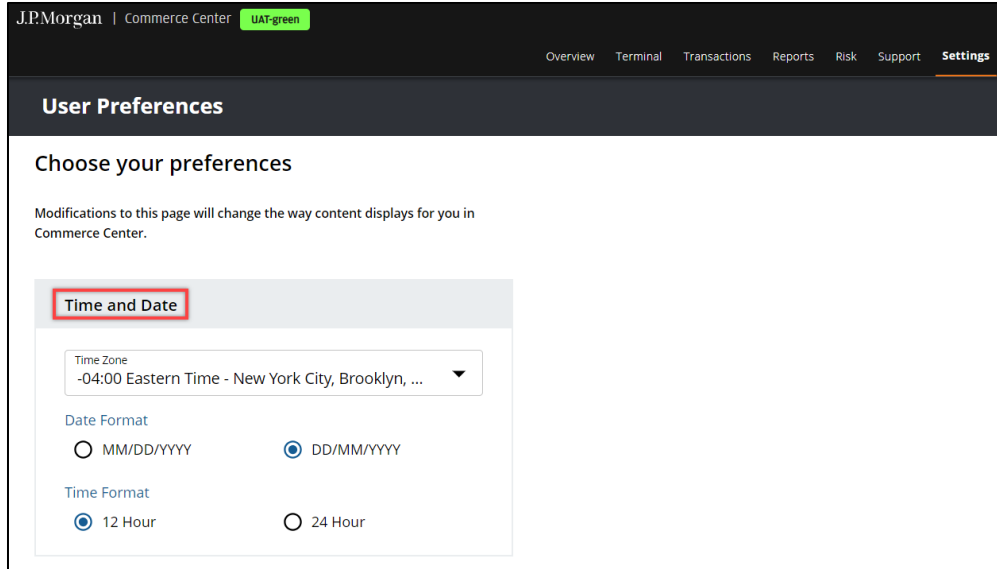 J.P.Morgan | Commerce Center UAT-green
Overview Terminal Transactions Reports Risk Support Settings
User Preferences
Choose your preferences
Modifications to this page will change the way content displays for you in
Commerce Center.
Time and Date
Time Zone
-04:00 Eastern Time - New York City, Brooklyn, ...
Date Format
MM/DD/YYYY DD/MM/YYYY
Time Format
12 Hour 24 Hour